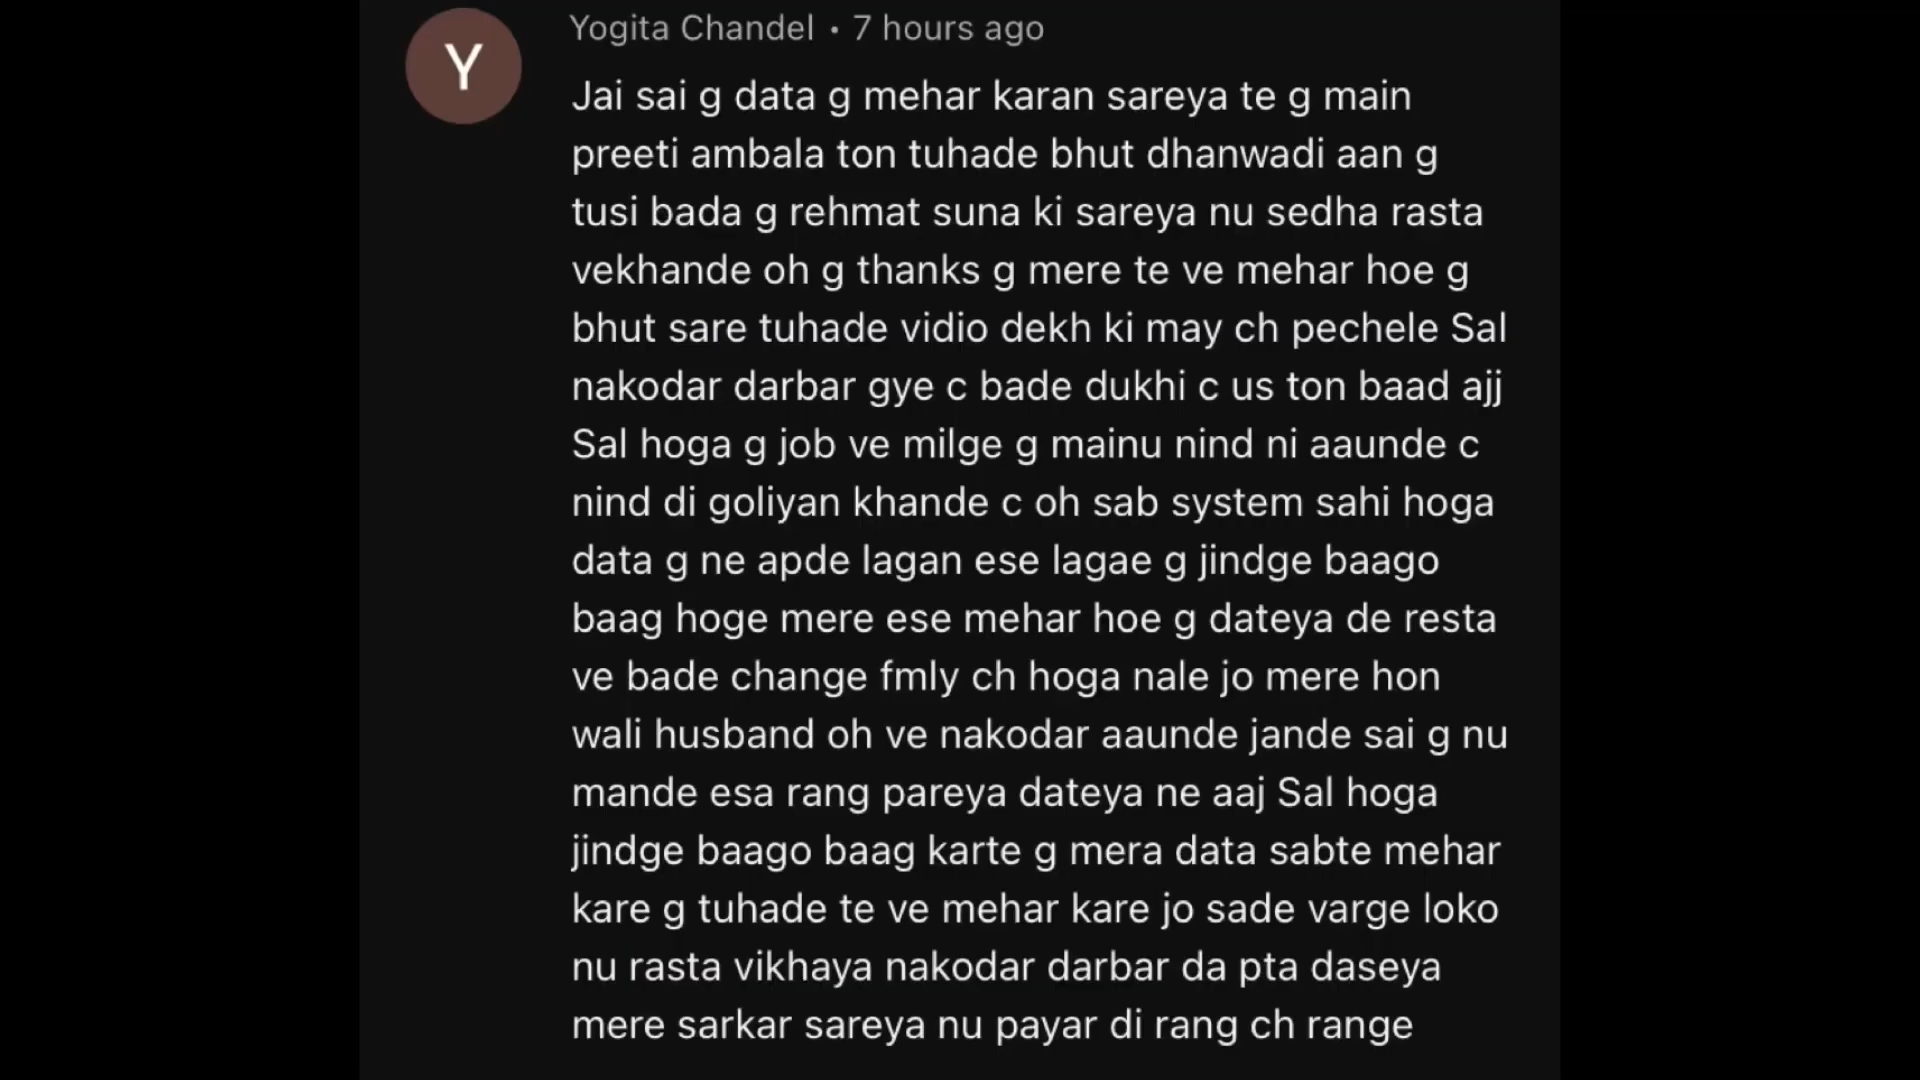 Y
Yogita Chandel • 7 hours ago
Jai sai g data g mehar karan sareya te g main
preeti ambala ton tuhade bhut dhanwadi aan g
tusi bada g rehmat suna ki sareya nu sedha rasta
vekhande oh g thanks g mere te ve mehar hoe g
bhut sare tuhade vidio dekh ki may ch pechele Sal
nakodar darbar gye c bade dukhi c us ton baad ajj
Sal hoga g job ve milge g mainu nind ni aaunde c
nind di goliyan khande c oh sab system sahi hoga
data g ne apde lagan ese lagae g jindge baago
baag hoge mere ese mehar hoe g dateya de resta
ve bade change fmly ch hoga nale jo mere hon
wali husband oh ve nakodar aaunde jande sai g nu
mande esa rang pareya dateya ne aaj Sal hoga
jindge baago baag karte g mera data sabte mehar
kare g tuhade te ve mehar kare jo sade varge loko
nu rasta vikhaya nakodar darbar da pta daseya
mere sarkar sareya nu payar di rang ch range